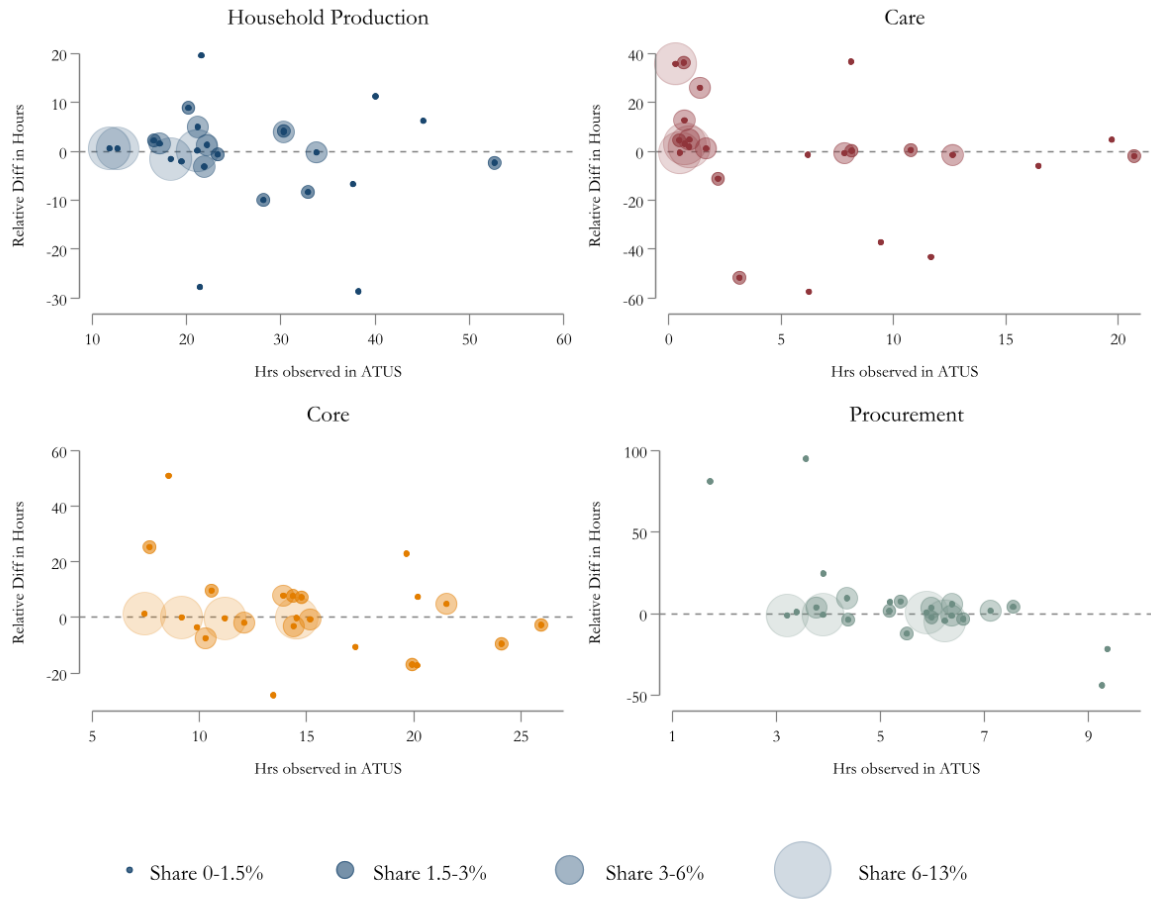 Household Production
Relative Diff in Hours
20
10
0
-10
-20
-30
10 20 30 40 50 60
Hrs observed in ATUS
Care
Relative Diff in Hours
40
20
0
-20
-40
-60
0 5 10 15 20
Hrs observed in ATUS
Core
Relative Diff in Hours
60
40
20
0
-20
5 10 15 20 25
Hrs observed in ATUS
Procurement
Relative Diff in Hours
100
50
0
-50
1 3 5 7 9
Hrs observed in ATUS
Share 0-1.5% Share 1.5-3% Share 3-6% Share 6-13%